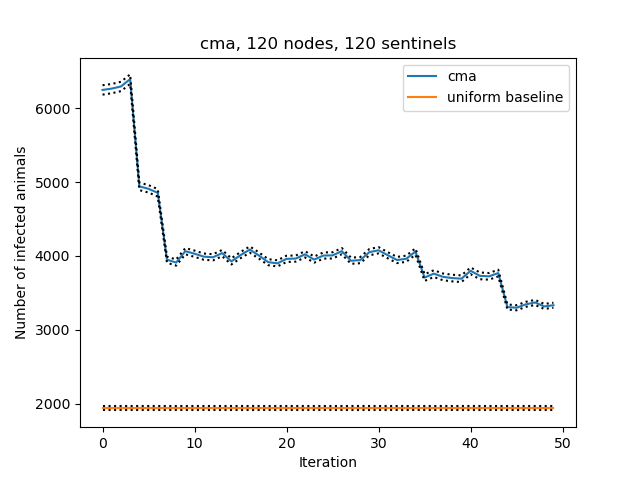 cma, 120 nodes, 120 sentinels
cma
uniform baseline
Number of infected animals
6000
5000
4000
3000
2000
0 10 20 30 40 50
Iteration